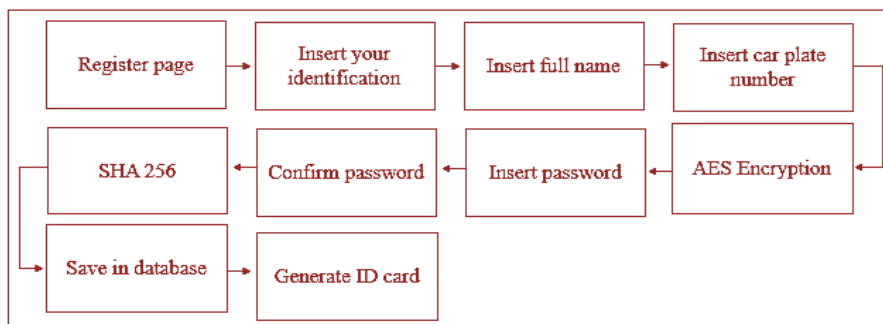 Register page
Insert your
identification
Insert full name
Insert car plate
number
SHA 256
Confirm password
Insert password
AES Encryption
Save in database
Generate ID card